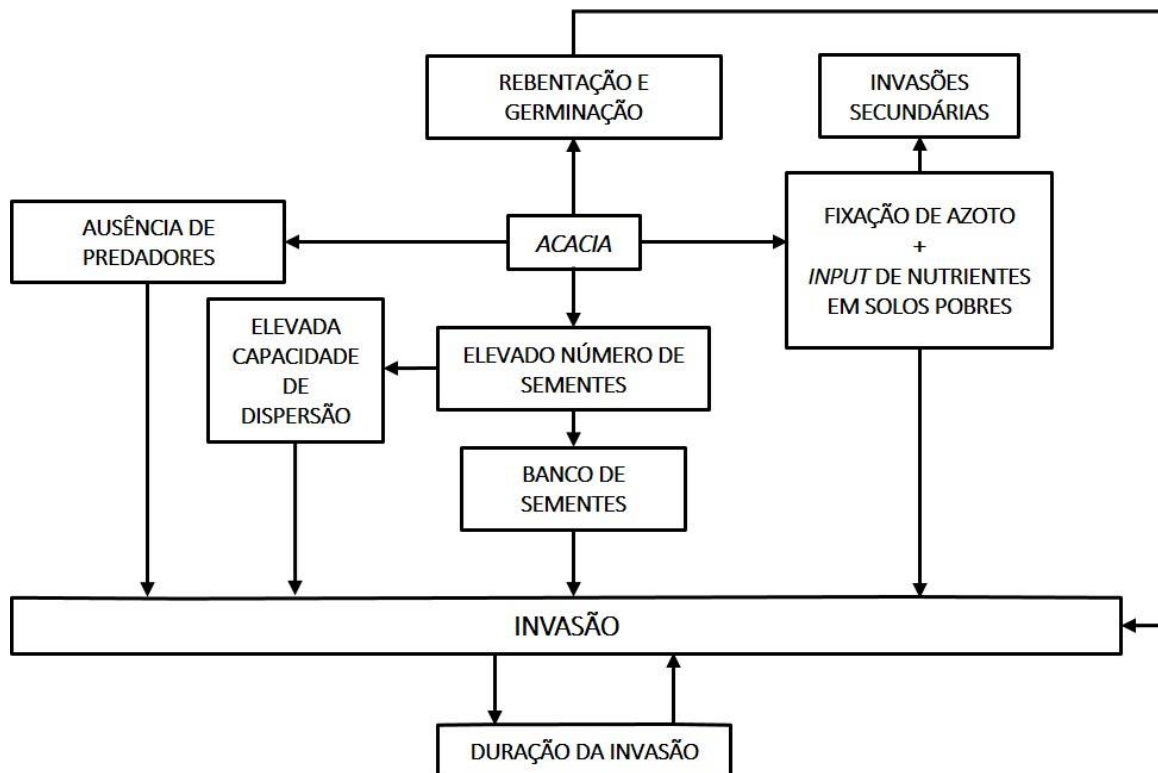 REBENTAÇÃO E
GERMINAÇÃO
INVASÕES
SECUNDÁRIAS
AUSÊNCIA DE
PREDADORES
ACACIA
FIXAÇÃO DE AZOTO
+
INPUT DE NUTRIENTES
EM SOLOS POBRES
ELEVADA
CAPACIDADE
DE
DISPERSÃO
ELEVADO NÚMERO DE
SEMENTES
BANCO DE
SEMENTES
INVASÃO
DURAÇÃO DA INVASÃO